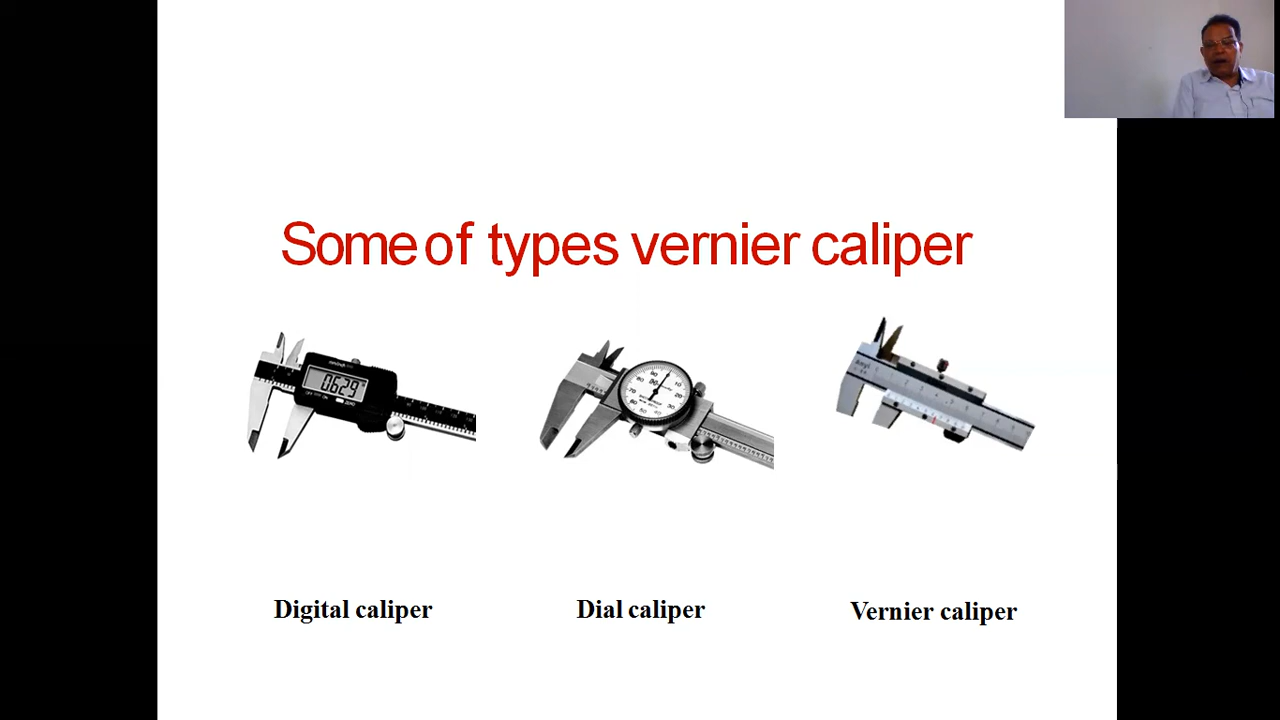 Some of types vernier caliper
0.629
Digital caliper
Dial caliper
Vernier caliper